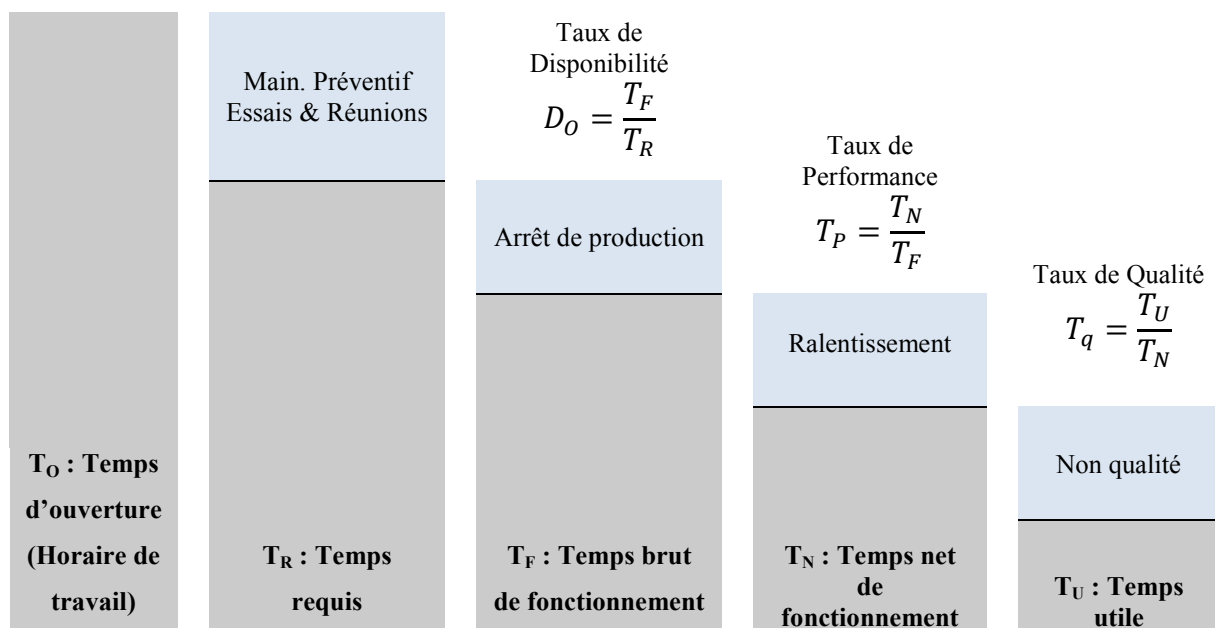 Main. Préventif
Essais & Réunions
Taux de
Disponibilité
D_O = T_F / T_R
Arrêt de production
Taux de
Performance
T_P = T_N / T_F
Ralentissement
Taux de Qualité
T_q = T_U / T_N
Non qualité
T_O : Temps
d’ouverture
(Horaire de
travail)
T_R : Temps
requis
T_F : Temps brut
de fonctionnement
T_N : Temps net
de
fonctionnement
T_U : Temps
utile